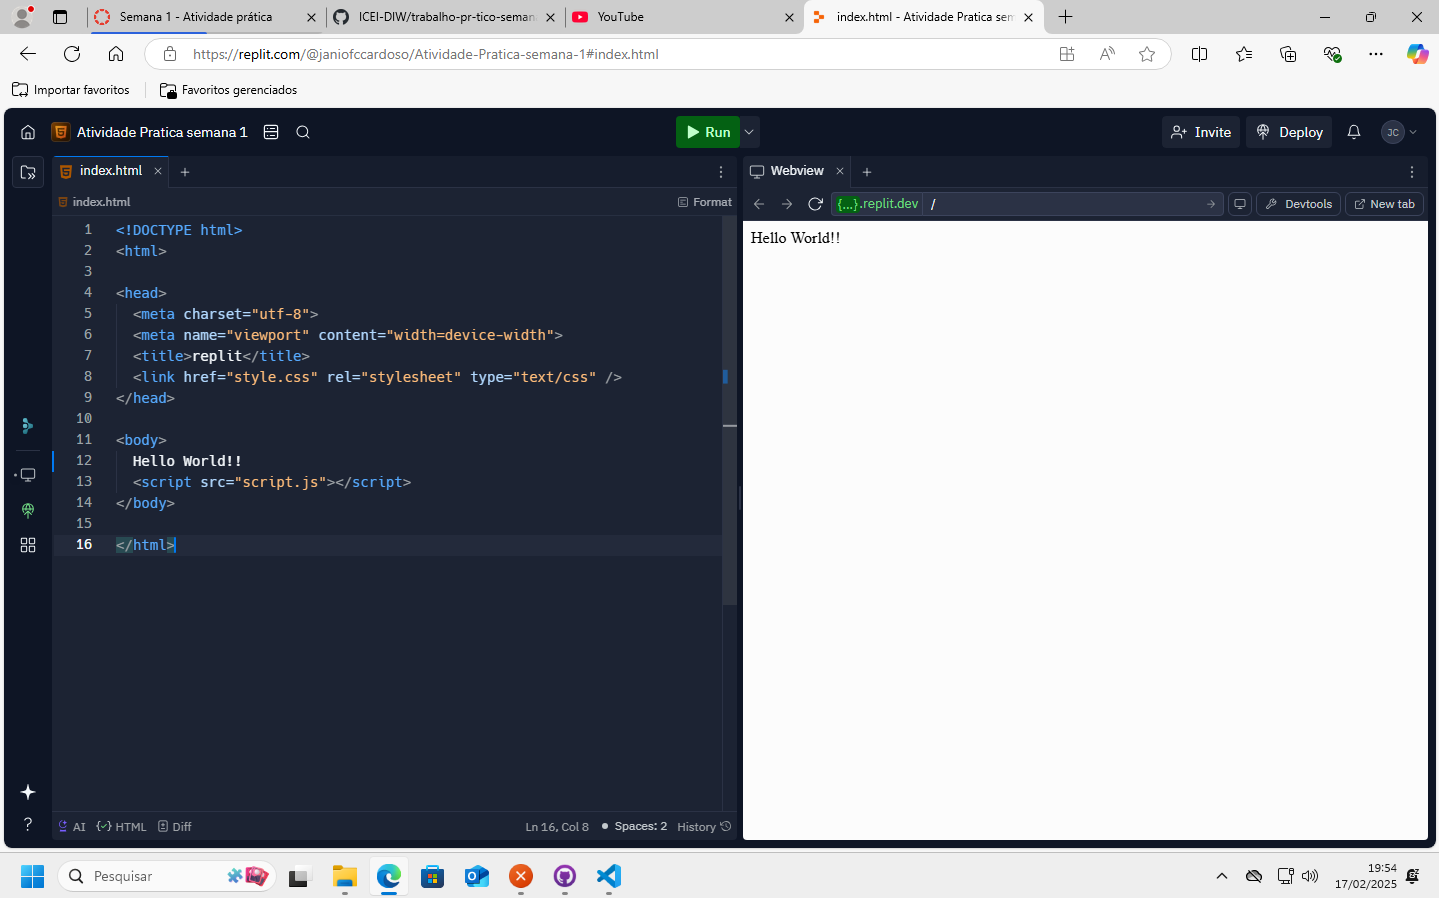 Semana 1 - Atividade prática
ICEI-DIW/trabalho-pr-tico-seman
YouTube
index.html - Atividade Pratica sem
https://replit.com/@janiofccardoso/Atividade-Pratica-semana-1#index.html
Importar favoritos
Favoritos gerenciados
Atividade Pratica semana 1
Run
Invite
Deploy
JC
index.html
Webview
index.html
Format
{...}.replit.dev
/
Devtools
New tab
1 <!DOCTYPE html>
2 <html>
3
4 <head>
5 <meta charset="utf-8">
6 <meta name="viewport" content="width=device-width">
7 <title>replit</title>
8 <link href="style.css" rel="stylesheet" type="text/css" />
9 </head>
10
11 <body>
12 Hello World!!
13 <script src="script.js"></script>
14 </body>
15
16 </html>
Hello World!!
?
AI
HTML
Diff
Ln 16, Col 8
Spaces: 2
History
Pesquisar
19:54
17/02/2025